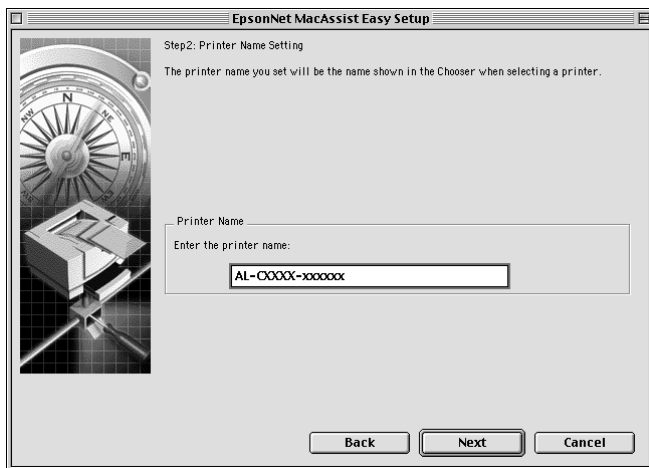 EpsonNet MacAssist Easy Setup
Step2: Printer Name Setting
The printer name you set will be the name shown in the Chooser when selecting a printer.
N
NE
E
Printer Name
Enter the printer name:
AL-CXXXX-xxxxxx
Back
Next
Cancel